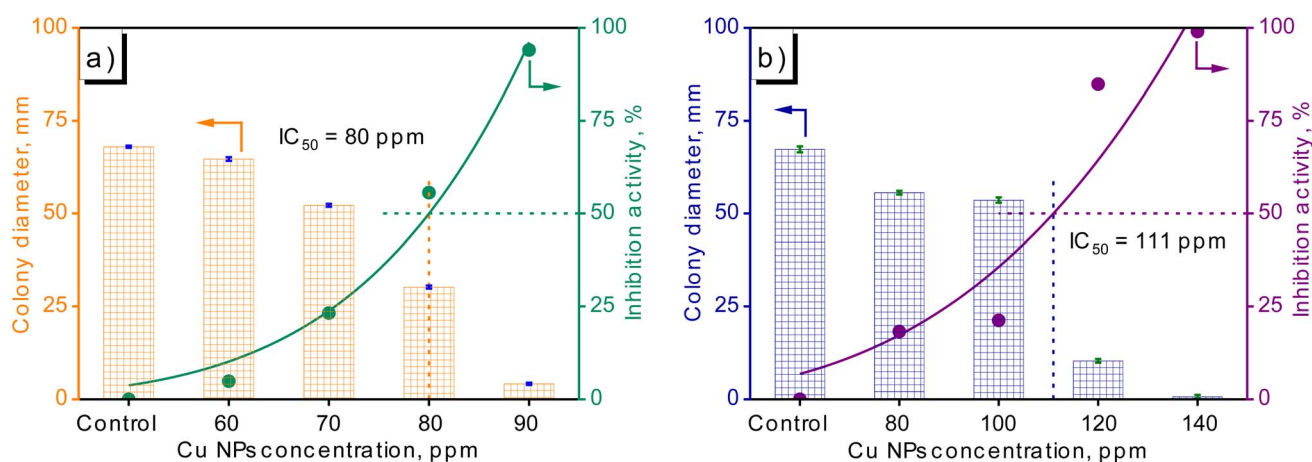 a)
100
75
50
25
0
Colony diameter, mm
IC50 = 80 ppm
100
75
50
25
0
Inhibition activity, %
Control 60 70 80 90
Cu NPs concentration, ppm
b)
100
75
50
25
0
Colony diameter, mm
IC50 = 111 ppm
100
75
50
25
0
Inhibition activity, %
Control 80 100 120 140
Cu NPs concentration, ppm